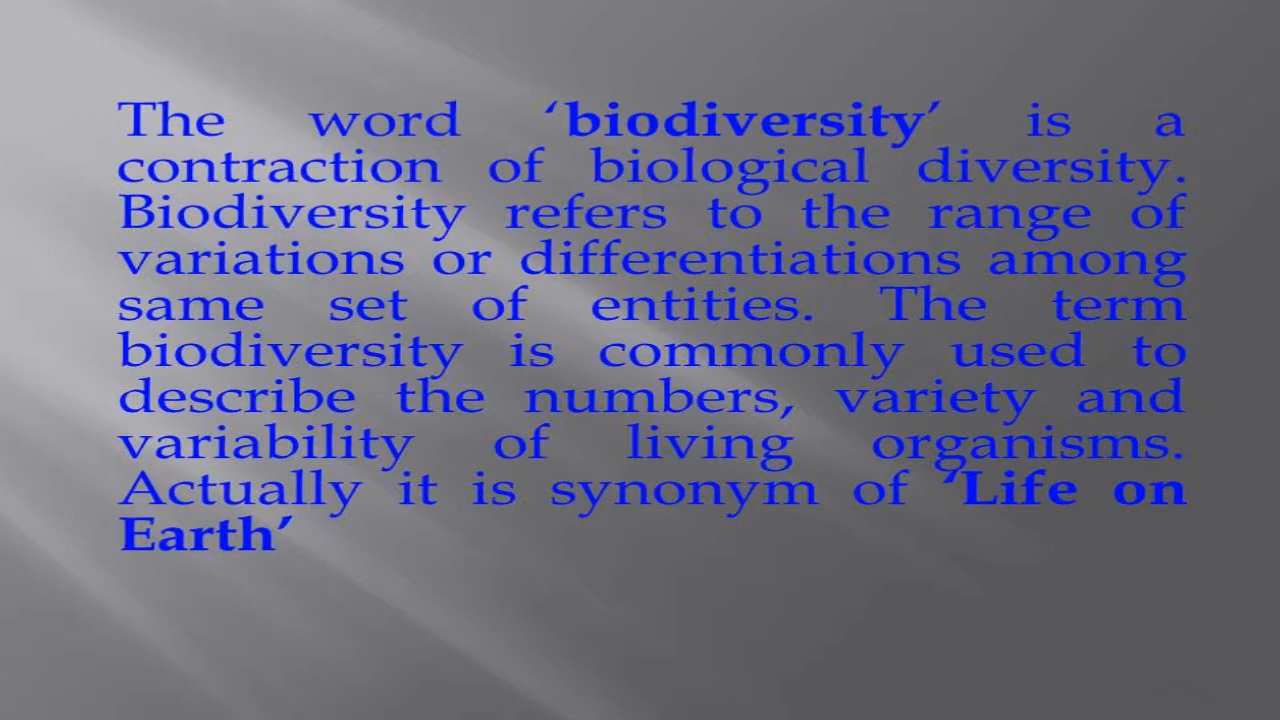 The word ‘biodiversity’ is a
contraction of biological diversity.
Biodiversity refers to the range of
variations or differentiations among
same set of entities. The term
biodiversity is commonly used to
describe the numbers, variety and
variability of living organisms.
Actually it is synonym of ‘Life on
Earth’